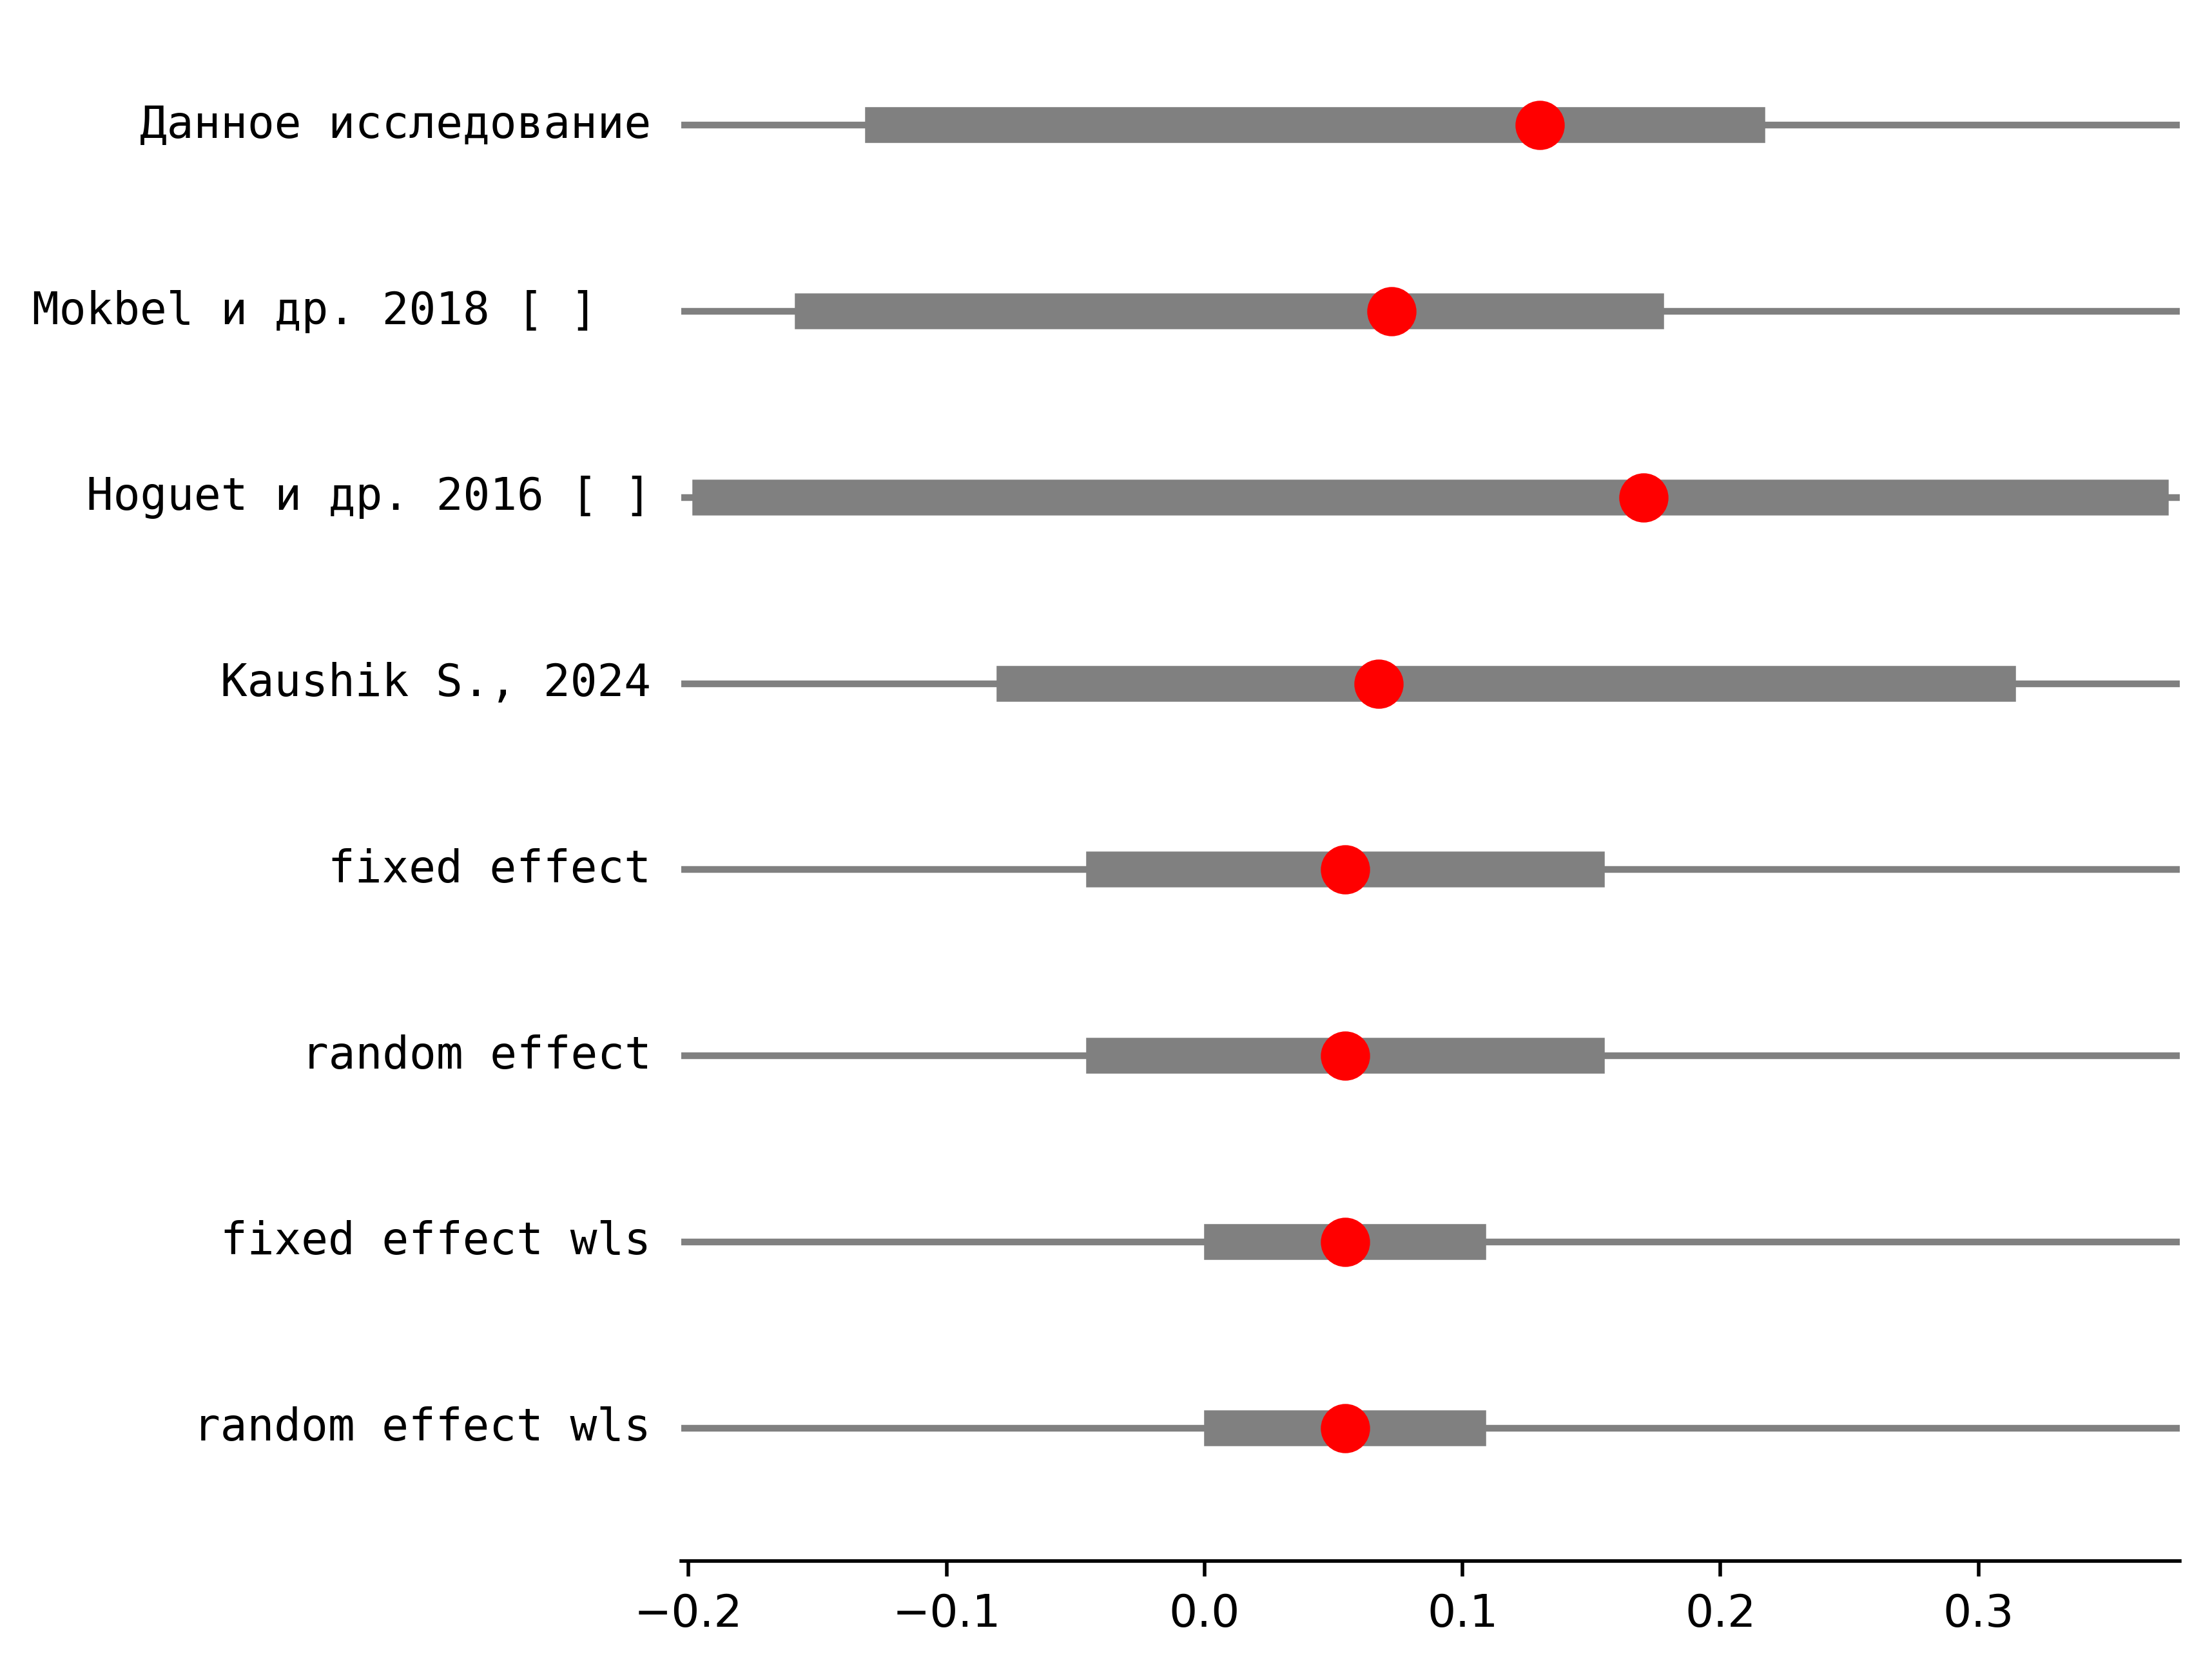 Данное исследование
Mokbel и др. 2018 [ ]
Hoguet и др. 2016 [ ]
Kaushik S., 2024
fixed effect
random effect
fixed effect wls
random effect wls
−0.2 −0.1 0.0 0.1 0.2 0.3